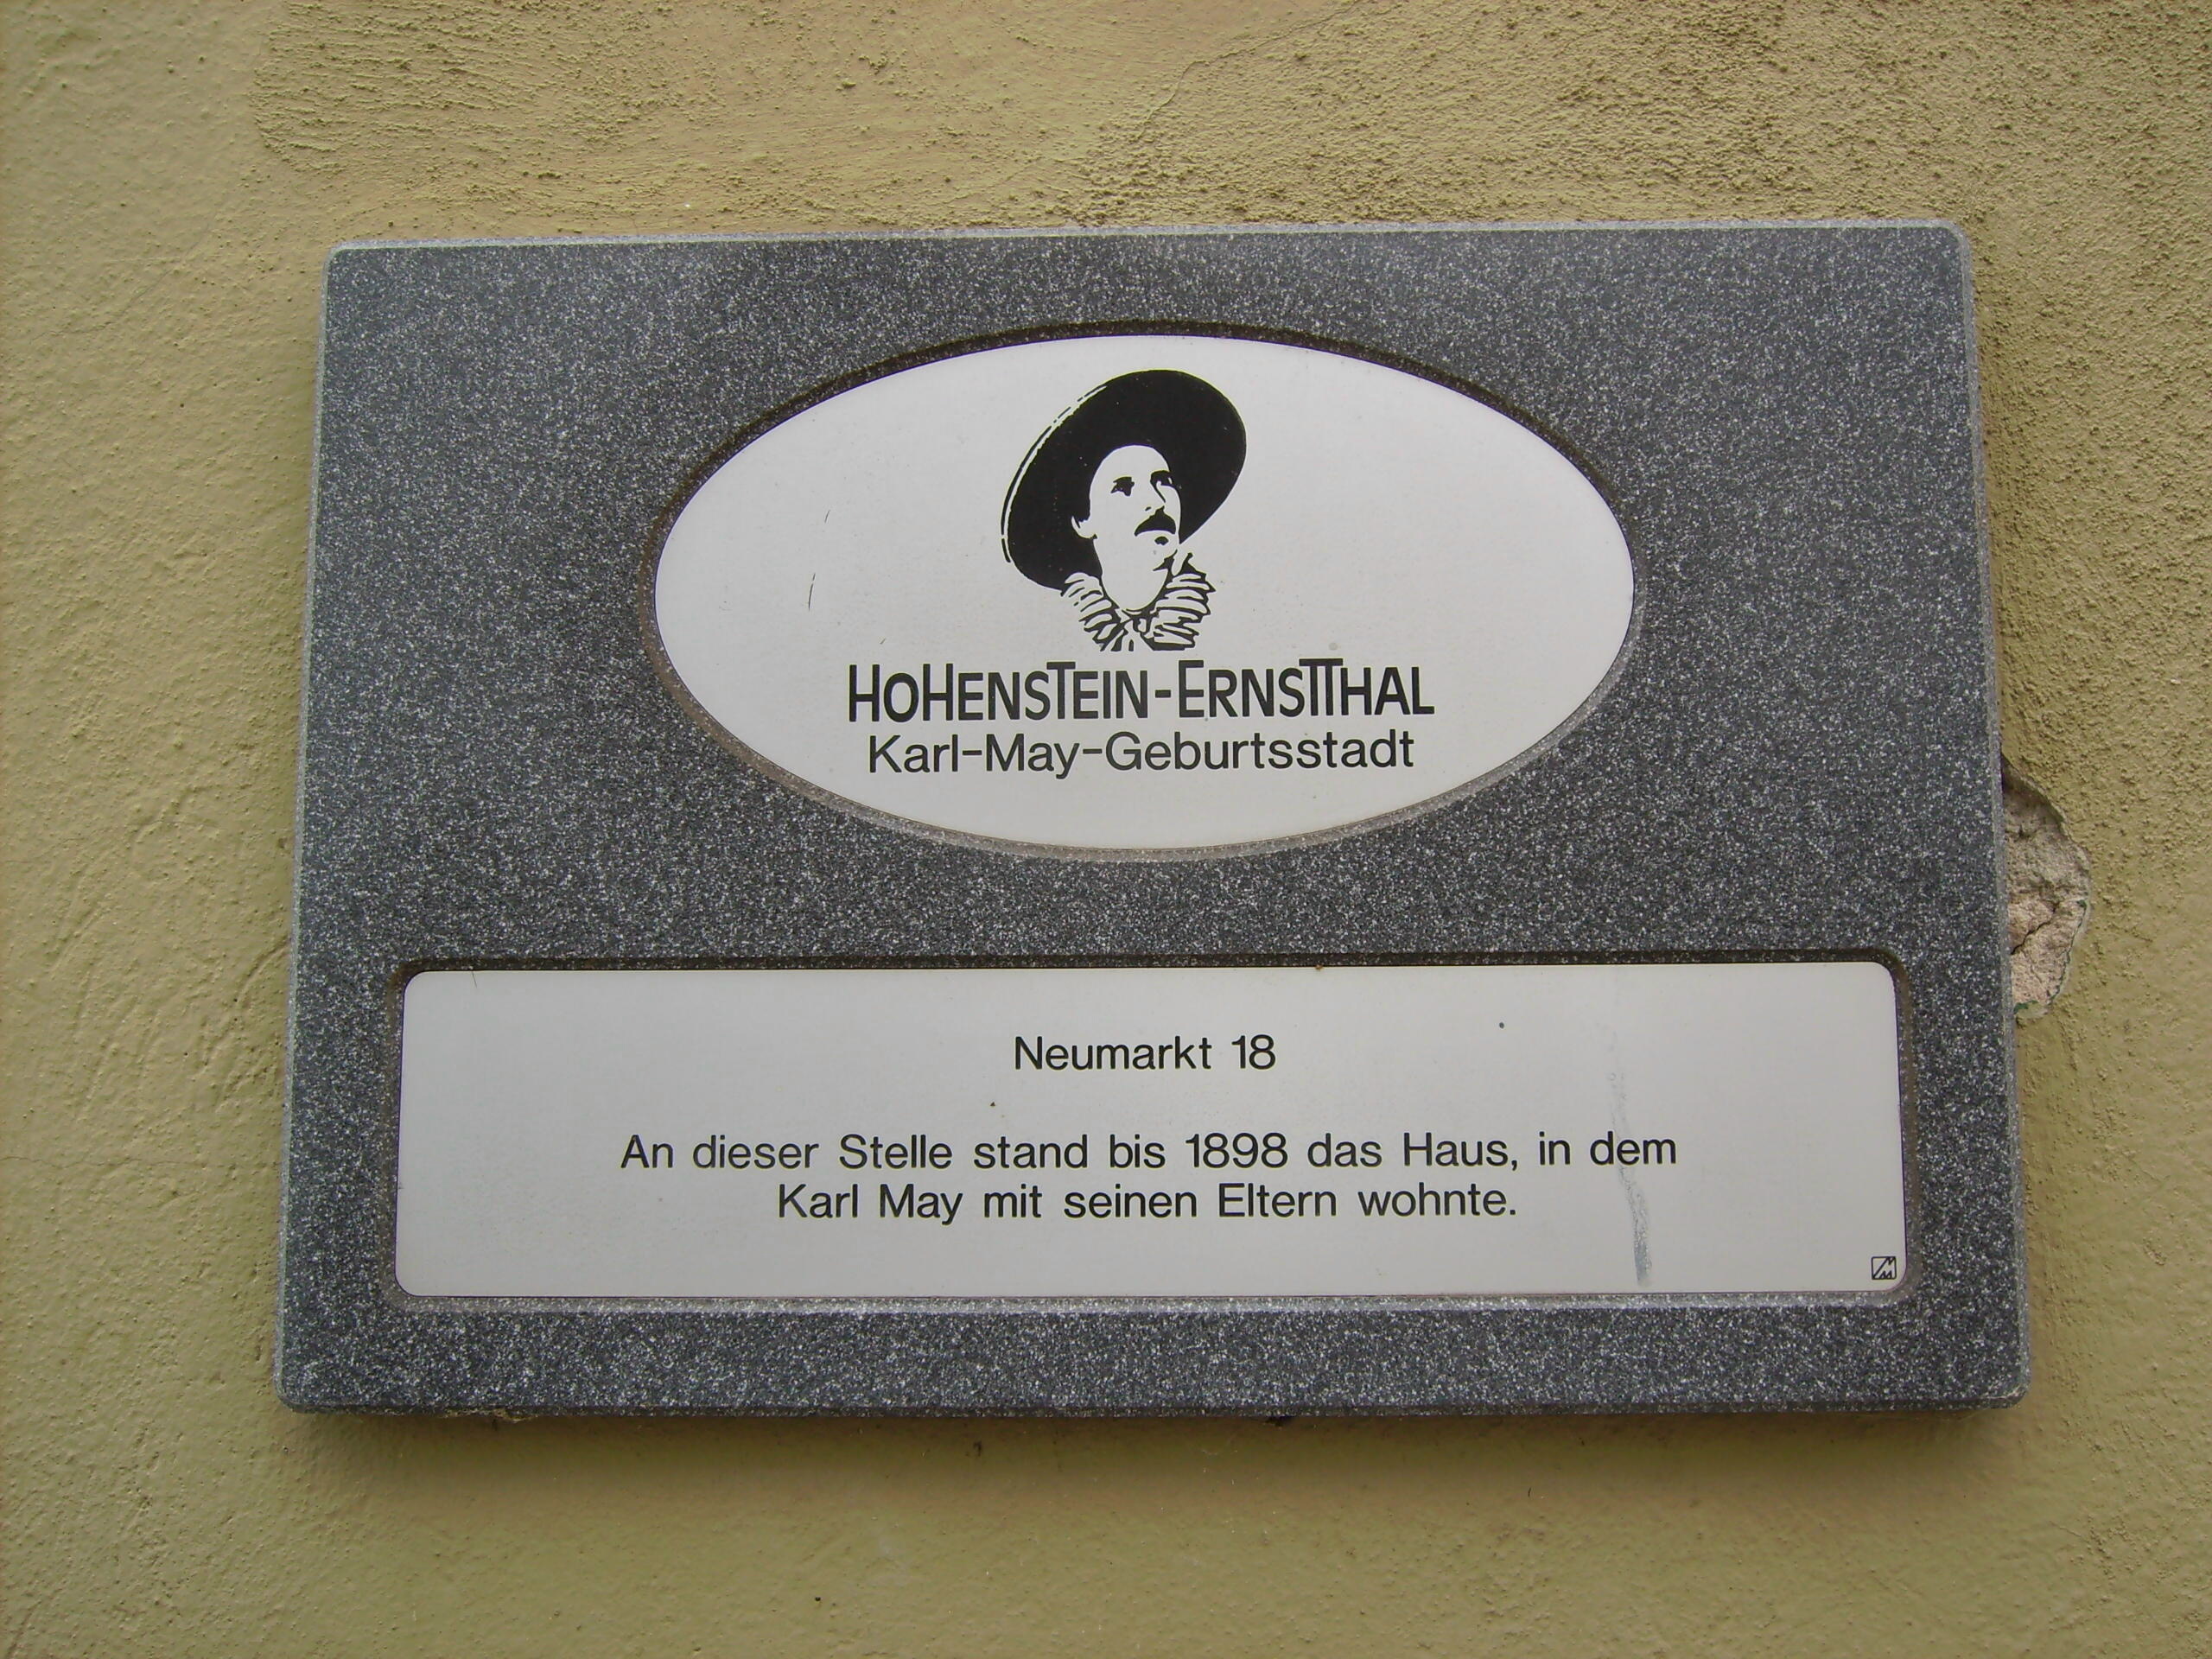 HOHENSTEIN-ERNSTTHAL
Karl-May-Geburtsstadt
Neumarkt 18
An dieser Stelle stand bis 1898 das Haus, in dem
Karl May mit seinen Eltern wohnte.